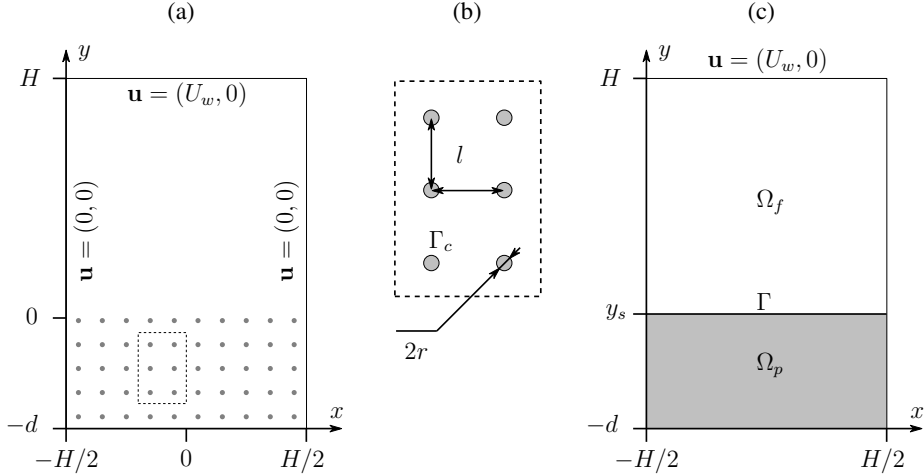 (a)
y
H
u = (U_w, 0)
u = (0, 0)
u = (0, 0)
0
−d
x
−H/2
0
H/2
(b)
l
Γ_c
2r
(c)
y
u = (U_w, 0)
H
Ω_f
y_s
Γ
Ω_p
−d
x
−H/2
H/2